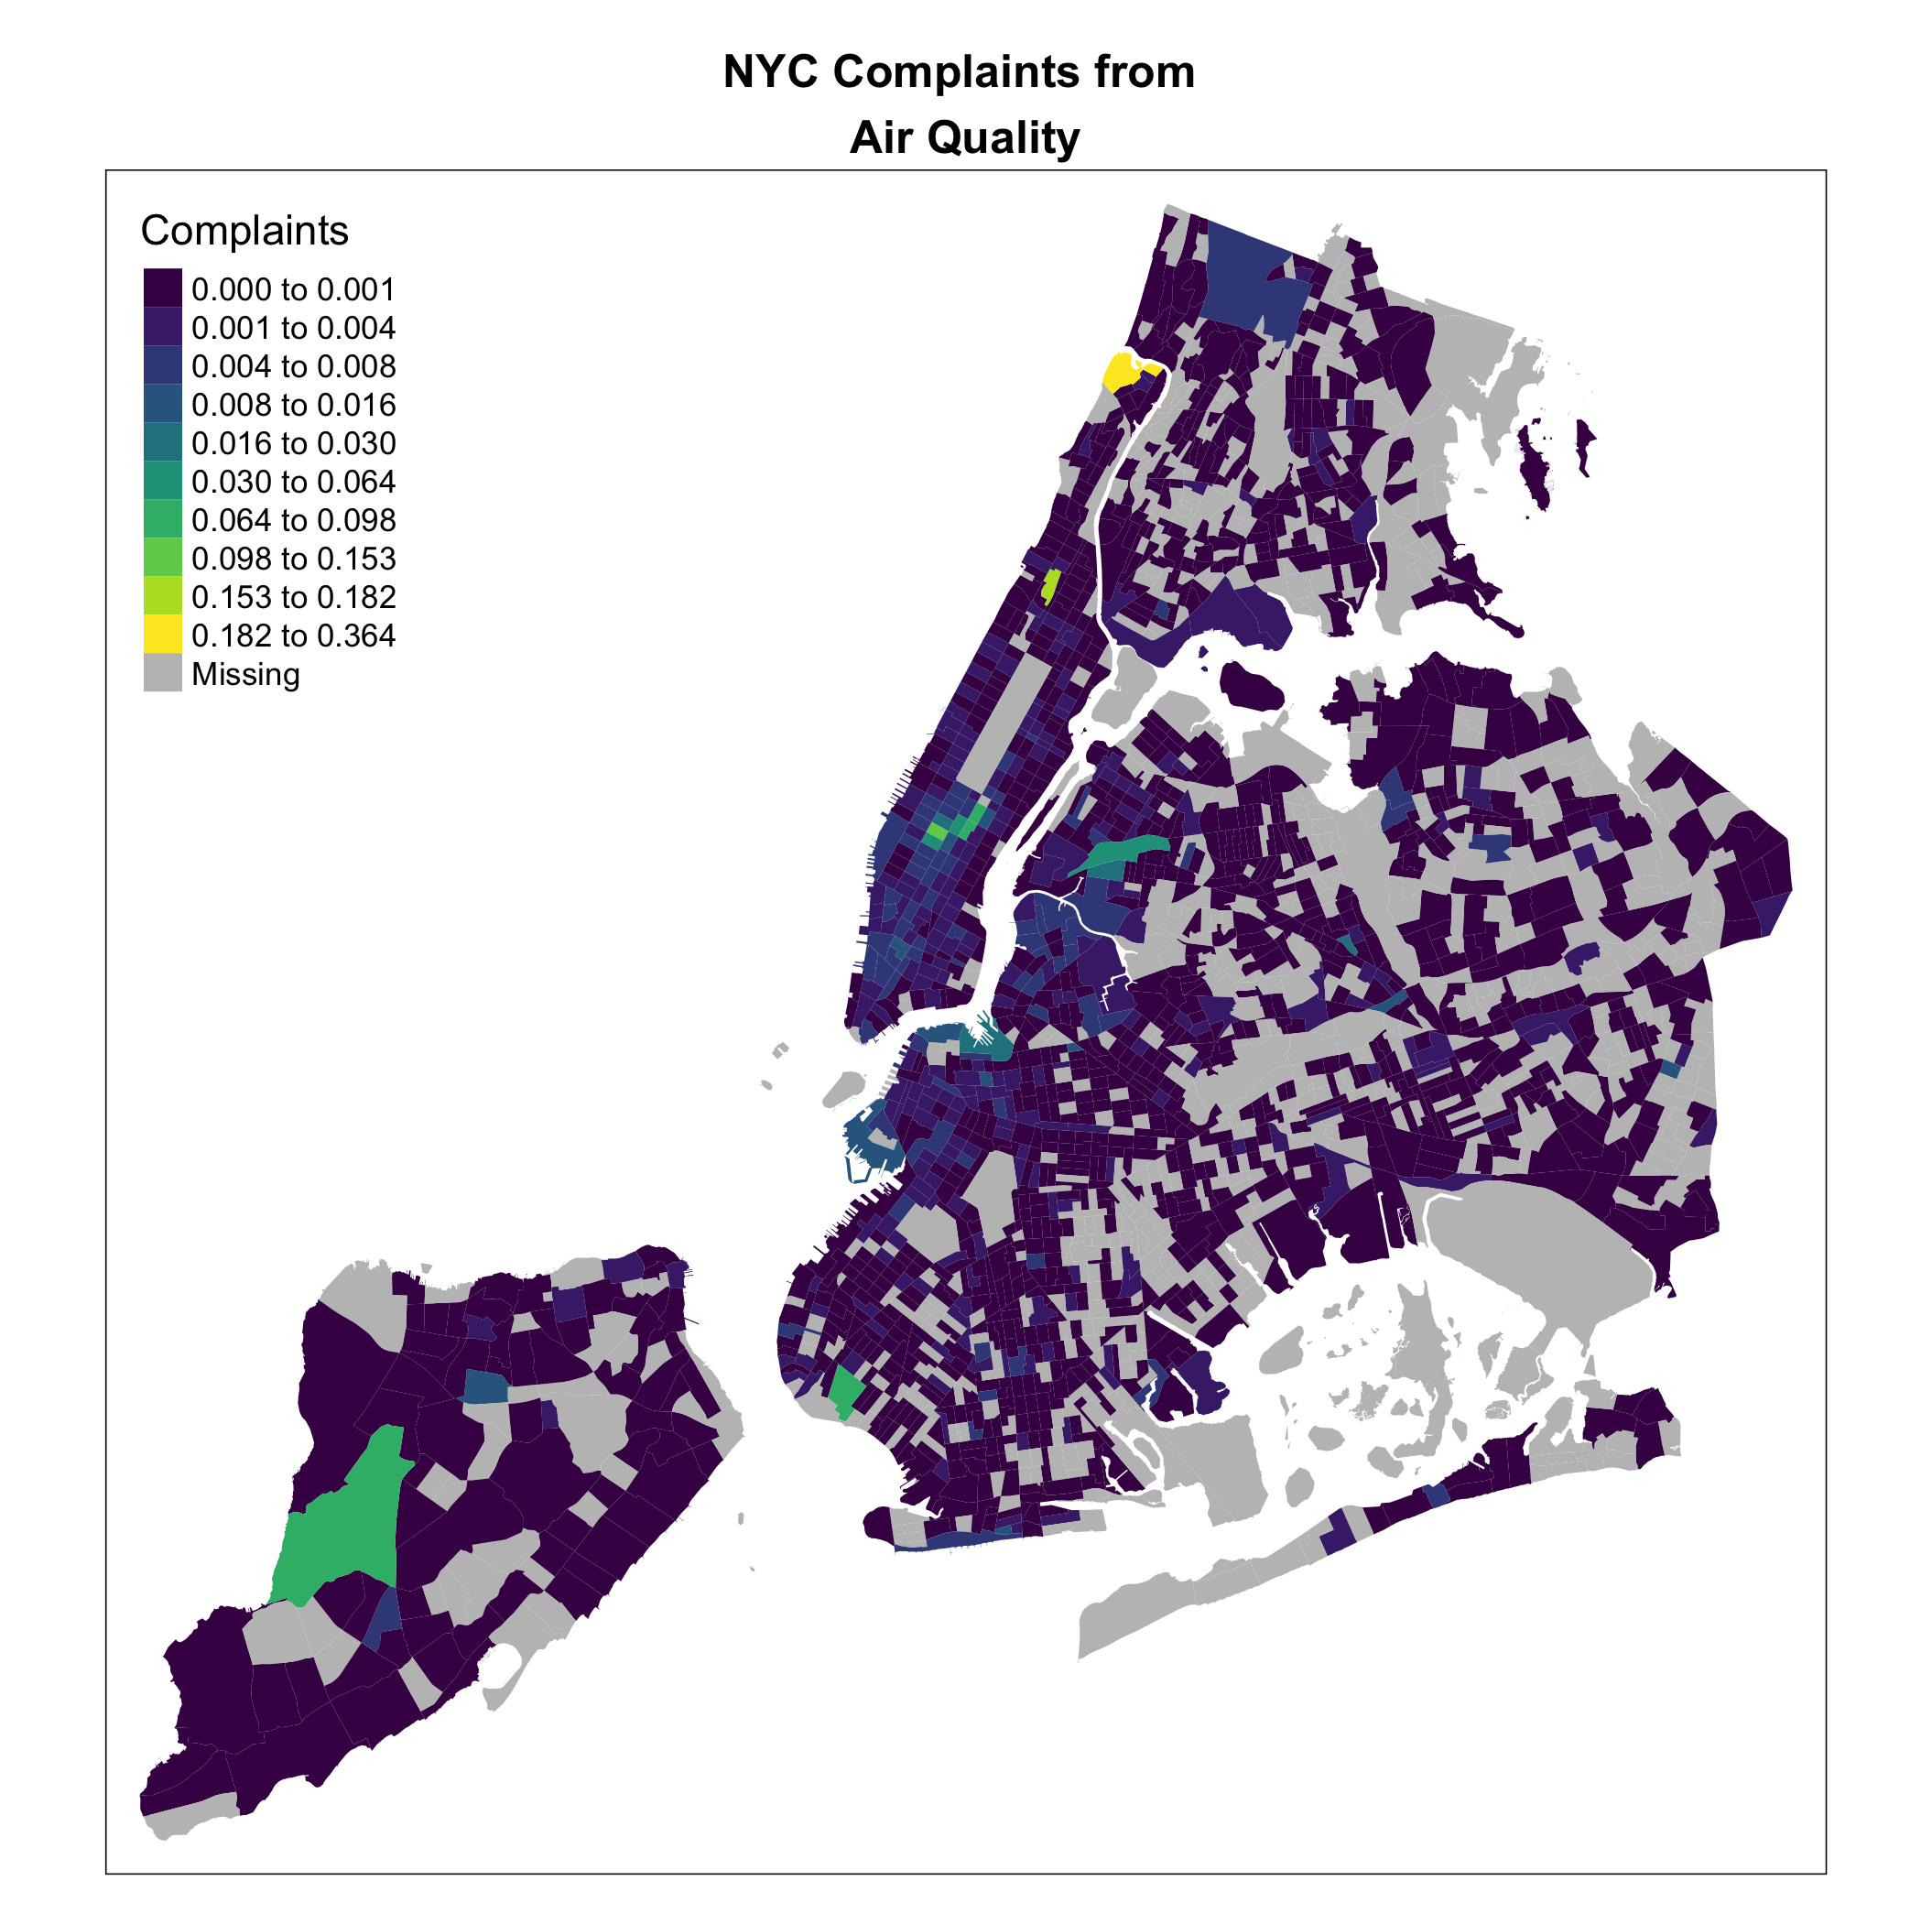 NYC Complaints from
Air Quality
Complaints
0.000 to 0.001
0.001 to 0.004
0.004 to 0.008
0.008 to 0.016
0.016 to 0.030
0.030 to 0.064
0.064 to 0.098
0.098 to 0.153
0.153 to 0.182
0.182 to 0.364
Missing